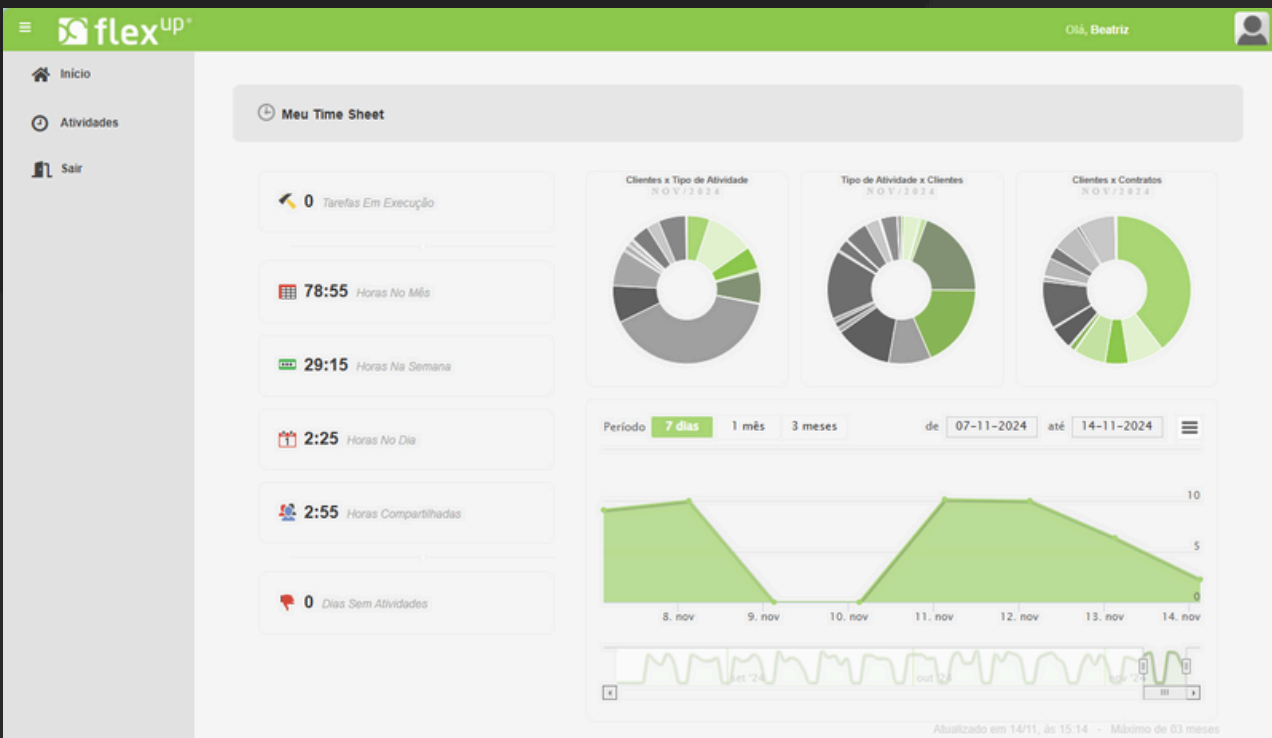 flexup®
Olá, Beatriz
Início
Atividades
Sair
Meu Time Sheet
0 Tarefas Em Execução
78:55 Horas No Mês
29:15 Horas Na Semana
2:25 Horas No Dia
2:55 Horas Compartilhadas
0 Dias Sem Atividades
Clientes x Tipo de Atividade
NOV/2024
Tipo de Atividade x Clientes
NOV/2024
Clientes x Contratos
NOV/2024
Período 7 dias 1 mês 3 meses de 07-11-2024 até 14-11-2024
10
5
0
8. nov 9. nov 10. nov 11. nov 12. nov 13. nov 14. nov
set '24 out '24 nov '24
Atualizado em 14/11, às 15:14 - Máximo de 03 meses